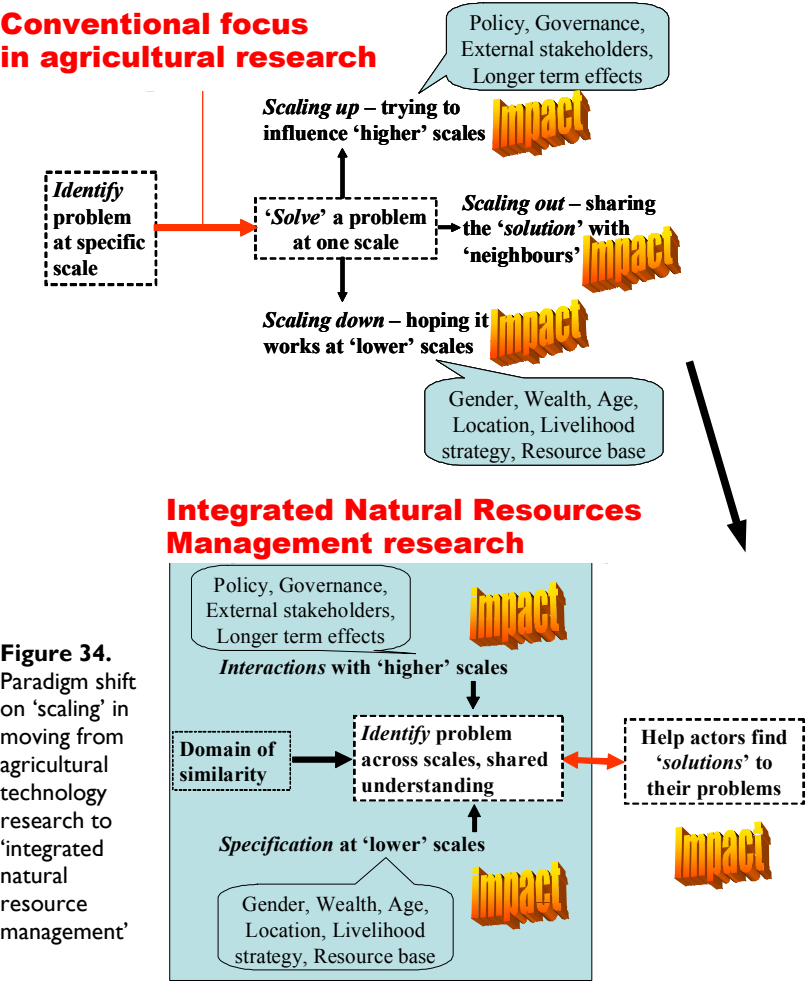 Conventional focus
in agricultural research
Policy, Governance,
External stakeholders,
Longer term effects
Scaling up – trying to
influence ‘higher’ scales
Impact
Identify
problem
at specific
scale
‘Solve’ a problem
at one scale
Scaling out – sharing
the ‘solution’ with
‘neighbours’
Impact
Scaling down – hoping it
works at ‘lower’ scales
Impact
Gender, Wealth, Age,
Location, Livelihood
strategy, Resource base
Integrated Natural Resources
Management research
Policy, Governance,
External stakeholders,
Longer term effects
impact
Interactions with ‘higher’ scales
Domain of
similarity
Identify problem
across scales, shared
understanding
Help actors find
‘solutions’ to
their problems
Specification at ‘lower’ scales
impact
Impact
Gender, Wealth, Age,
Location, Livelihood
strategy, Resource base
Figure 34.
Paradigm shift
on ‘scaling’ in
moving from
agricultural
technology
research to
‘integrated
natural
resource
management’